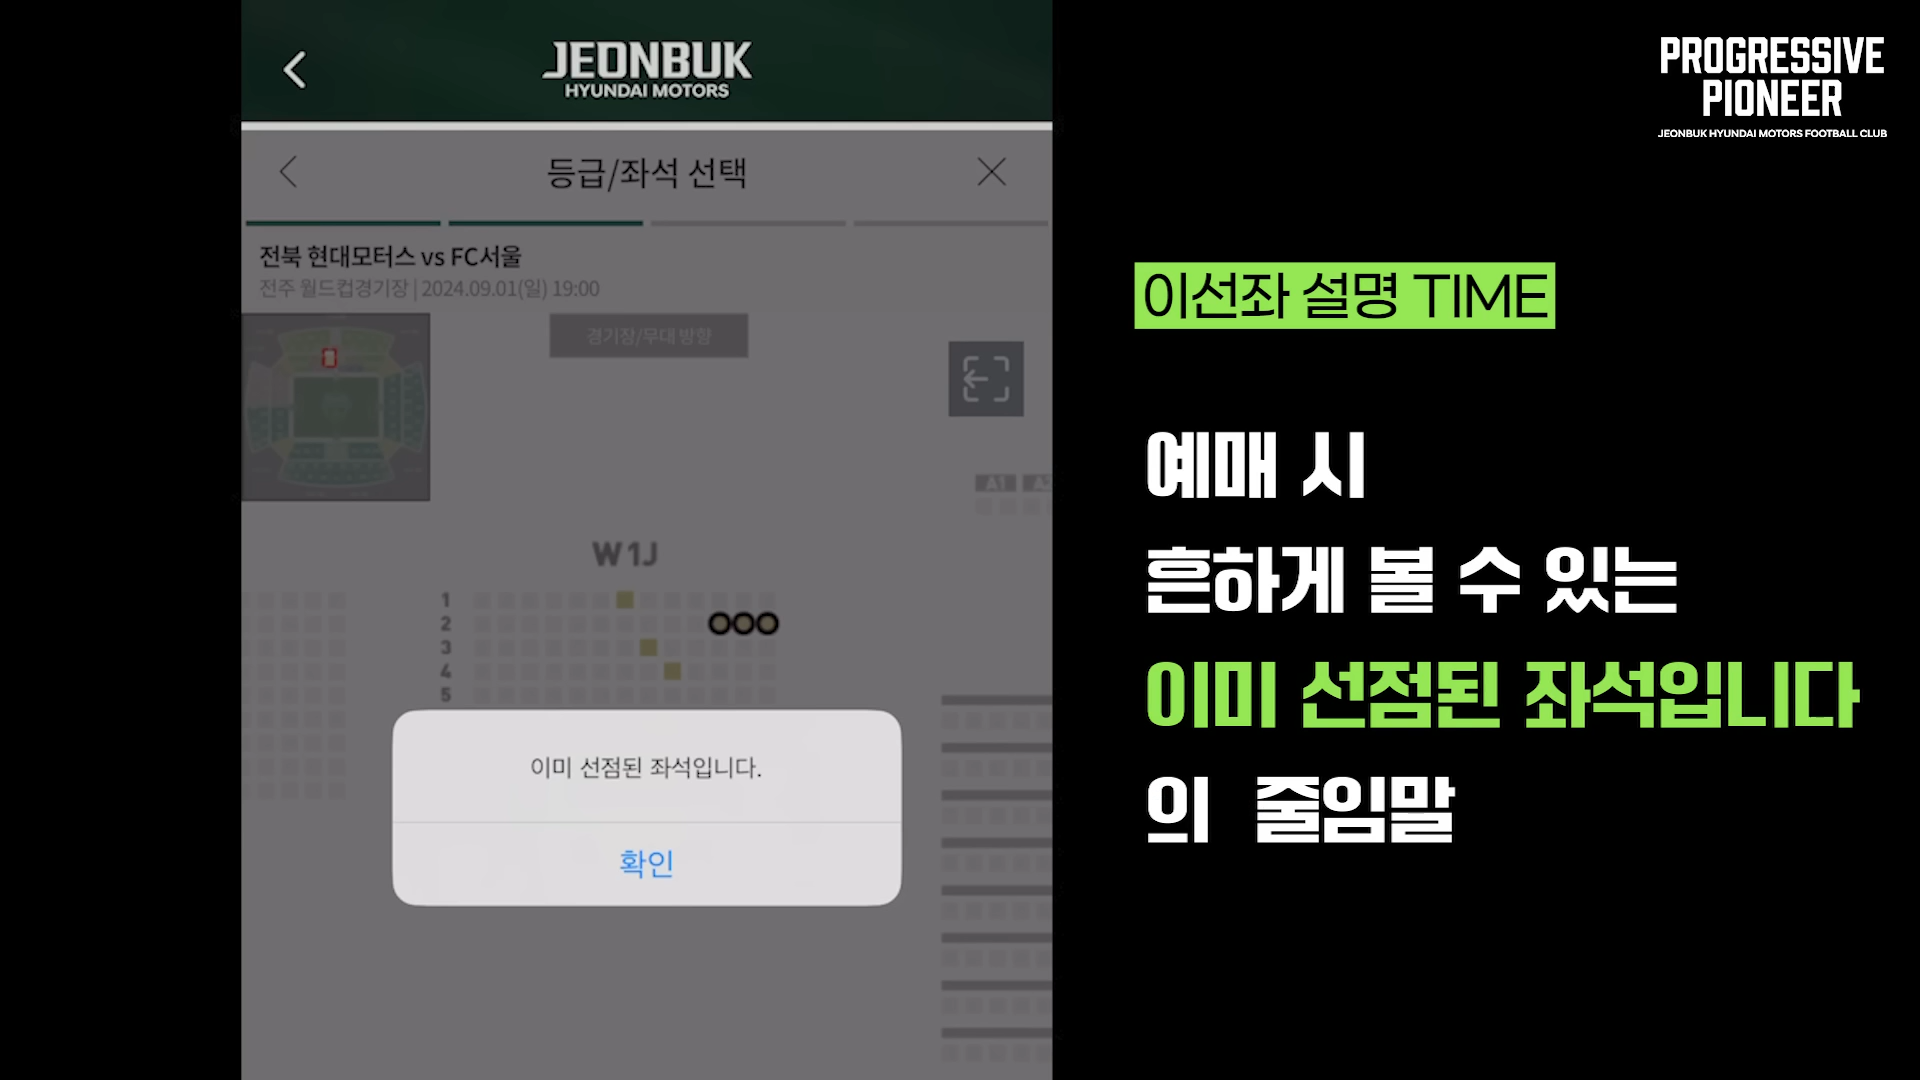 JEONBUK
HYUNDAI MOTORS
등급/좌석 선택
전북 현대모터스 vs FC서울
전주 월드컵경기장 | 2024.09.01(일) 19:00
경기장/무대 방향
A1
W1J
1
2
3
4
5
이미 선점된 좌석입니다.
확인
PROGRESSIVE
PIONEER
JEONBUK HYUNDAI MOTORS FOOTBALL CLUB
이선좌 설명 TIME
예매 시
흔하게 볼 수 있는
이미 선점된 좌석입니다
의 줄임말